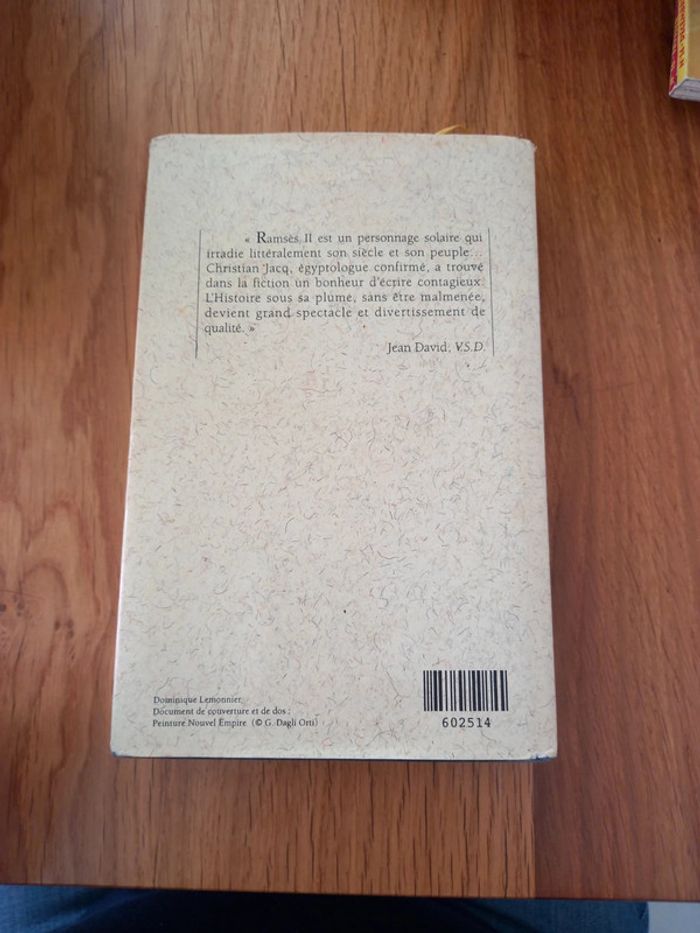 « Ramsès II est un personnage solaire qui
irradie littéralement son siècle et son peuple...
Christian Jacq, égyptologue confirmé, a trouvé
dans la fiction un bonheur d'écrire contagieux.
L'Histoire sous sa plume, sans être malmenée,
devient grand spectacle et divertissement de
qualité. »
Jean David, V.S.D.
Dominique Lemonnier
Document de couverture et de dos :
Peinture Nouvel Empire (© G. Dagli Orti)
602514